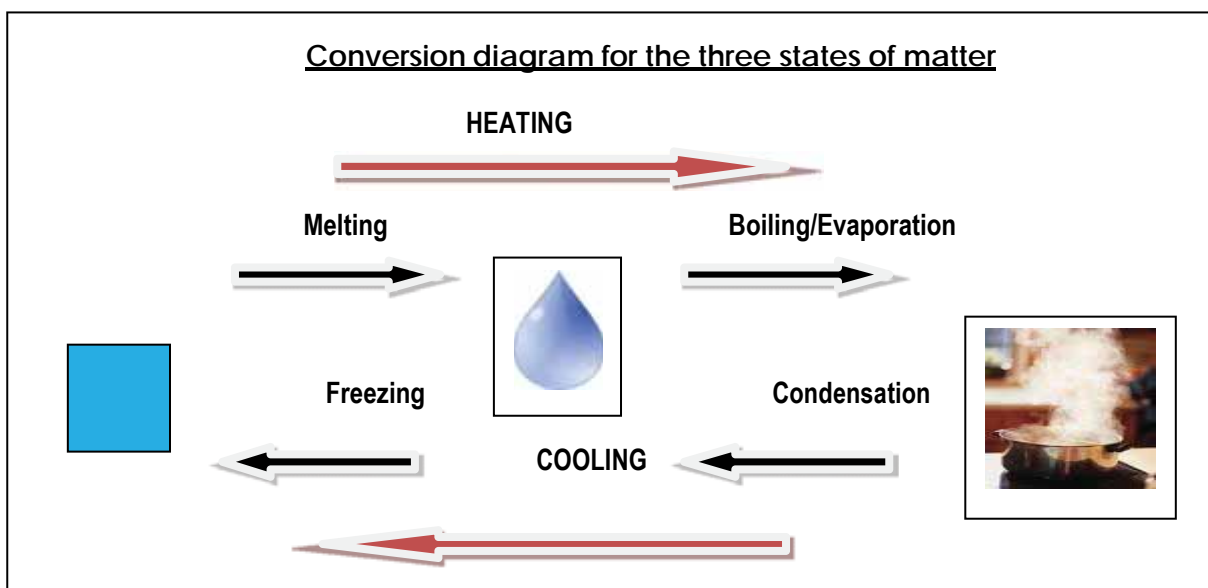 Conversion diagram for the three states of matter
HEATING
Melting
Boiling/Evaporation
Freezing
Condensation
COOLING